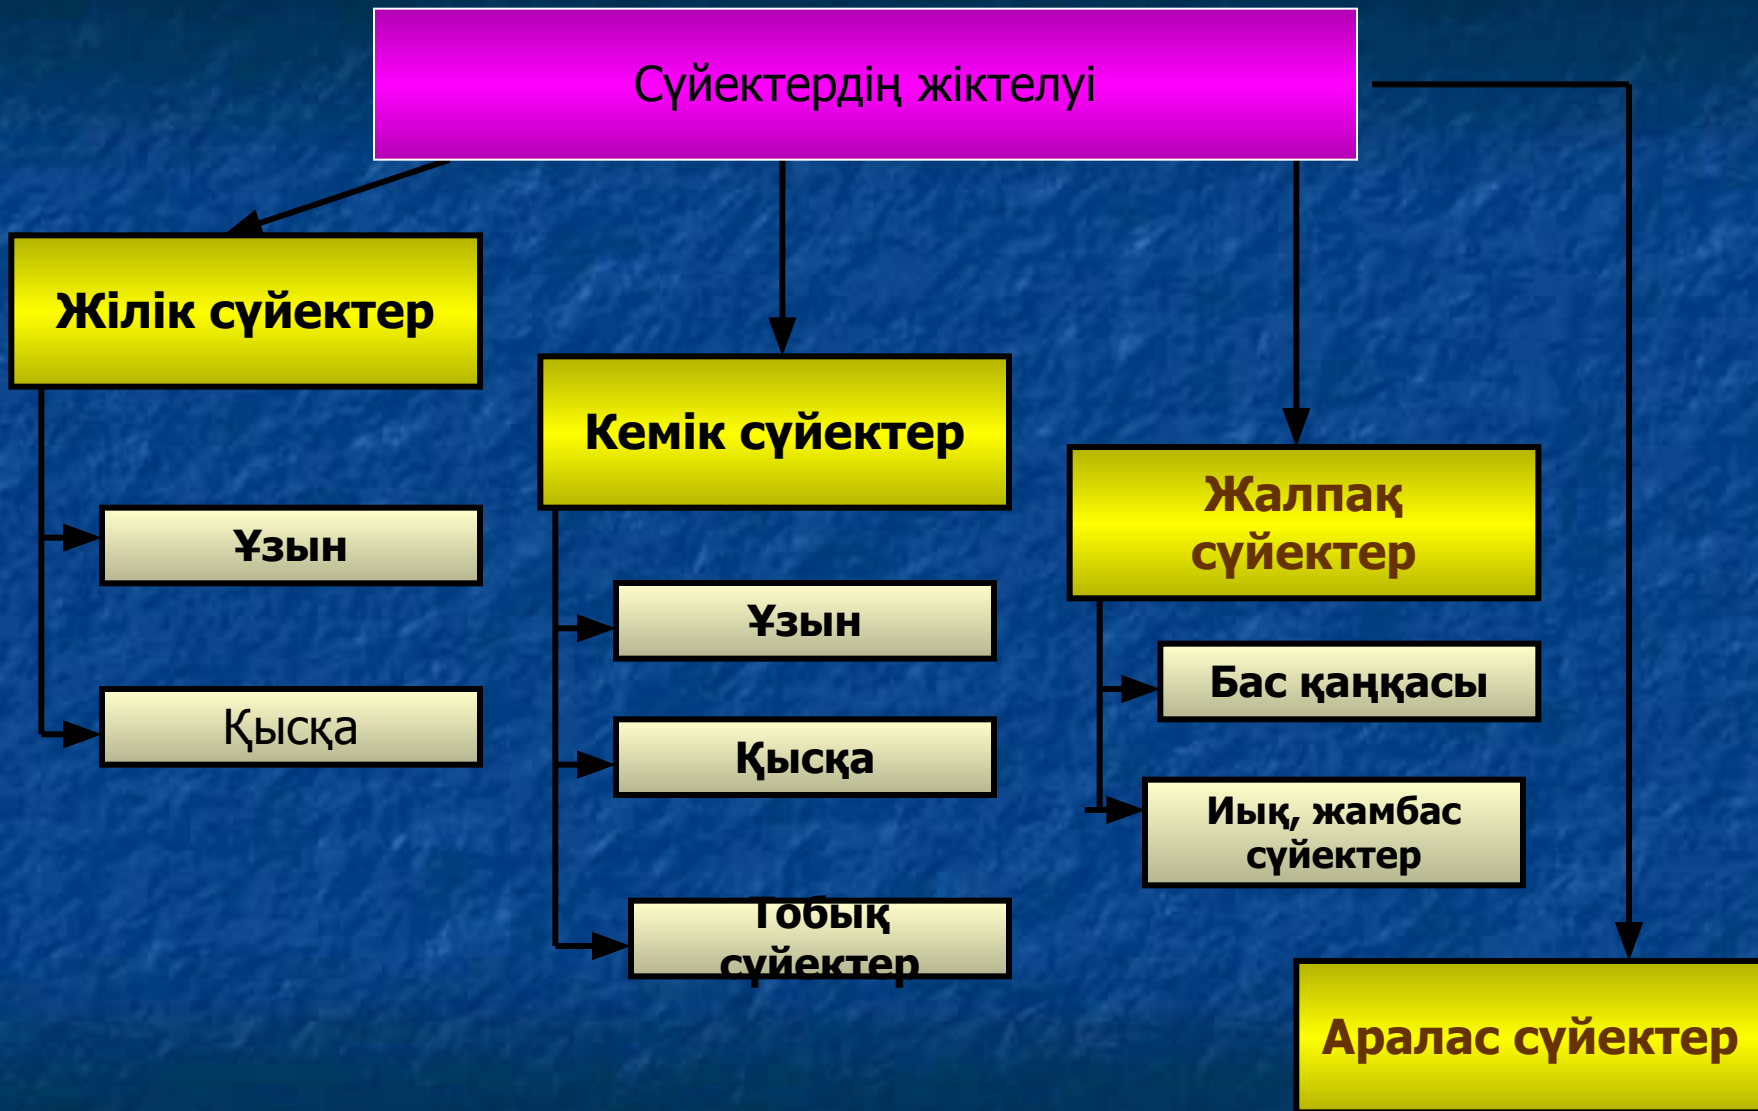 Сүйектердің жіктелуі
Жілік сүйектер
Ұзын
Қысқа
Кемік сүйектер
Ұзын
Қысқа
Тобық
сүйектер
Жалпақ
сүйектер
Бас қаңқасы
Иық, жамбас
сүйектер
Аралас сүйектер